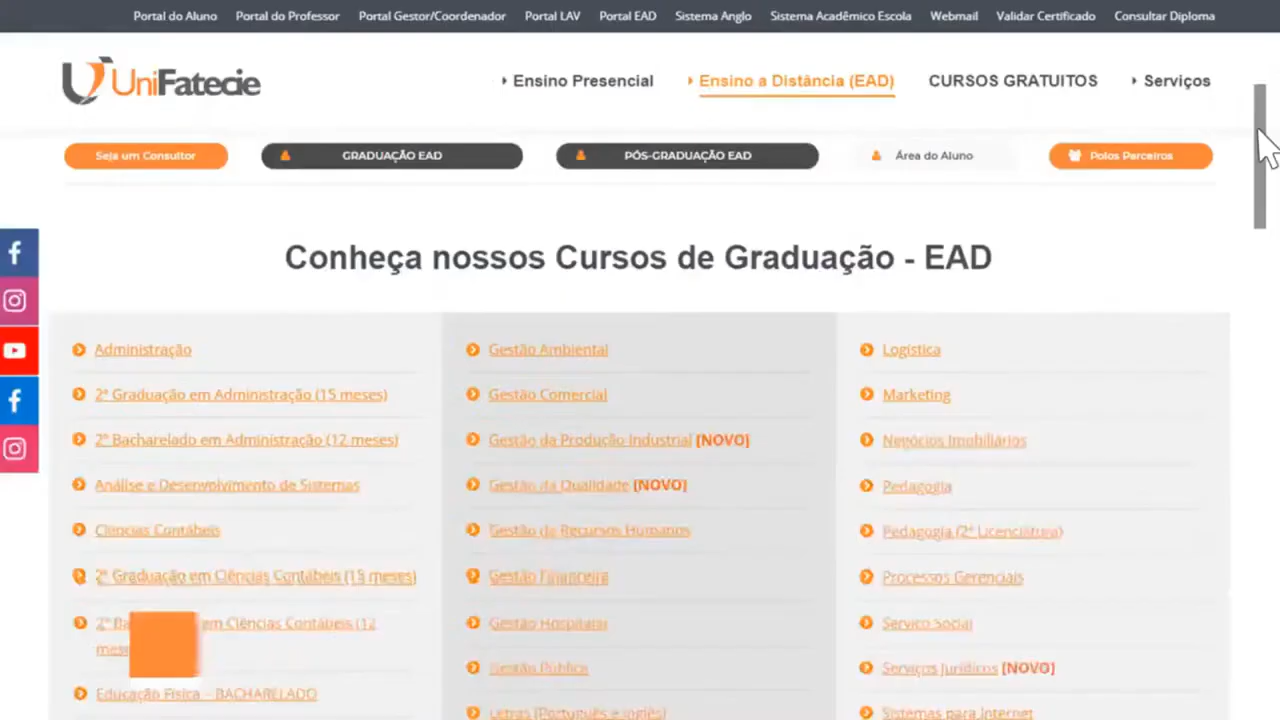 Portal do Aluno Portal do Professor Portal Gestor/Coordenador Portal LAV Portal EAD Sistema Anglo Sistema Acadêmico Escola Webmail Validar Certificado Consultar Diploma
UniFatecie
Ensino Presencial Ensino a Distância (EAD) CURSOS GRATUITOS Serviços
Seja um Consultor GRADUAÇÃO EAD PÓS-GRADUAÇÃO EAD Área do Aluno Polos Parceiros
Conheça nossos Cursos de Graduação - EAD
Administração
2ª Graduação em Administração (15 meses)
2º Bacharelado em Administração (12 meses)
Análise e Desenvolvimento de Sistemas
Ciências Contábeis
2ª Graduação em Ciências Contábeis (15 meses)
em Ciências Contábeis (12
Educação Física - BACHARELADO
Gestão Ambiental
Gestão Comercial
Gestão da Produção Industrial (NOVO)
Gestão da Qualidade (NOVO)
Gestão de Recursos Humanos
Gestão Financeira
Gestão Hospitalar
Gestão Pública
Letras (Português e Inglês)
Logística
Marketing
Negócios Imobiliários
Pedagogia
Pedagogia (2ª Licenciatura)
Processos Gerenciais
Serviço Social
Serviços Jurídicos (NOVO)
Sistemas para Internet